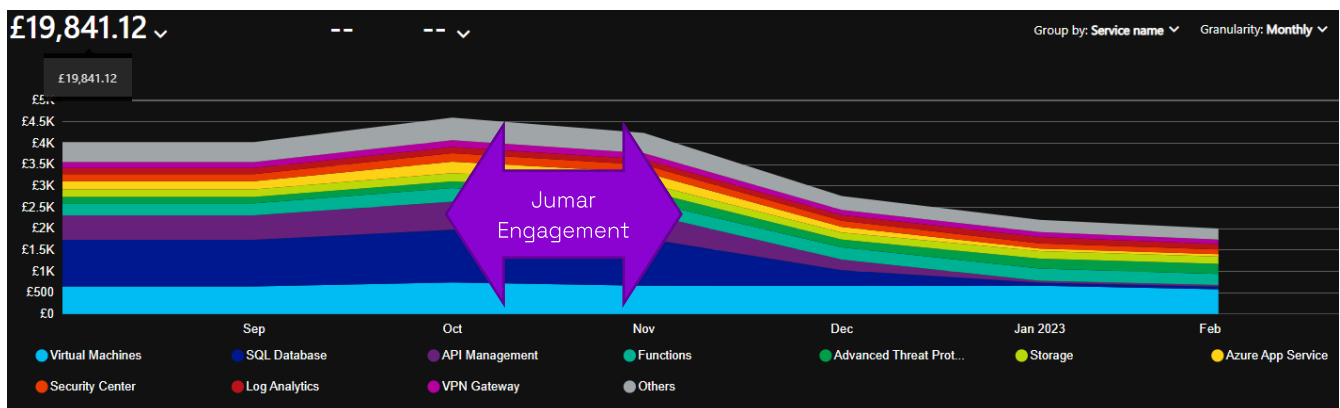 £19,841.12
-- --
Group by: Service name Granularity: Monthly
£19,841.12
£5K
£4.5K
£4K
£3.5K
£3K
£2.5K
£2K
£1.5K
£1K
£500
£0
Jumar
Engagement
Sep Oct Nov Dec Jan 2023 Feb
Virtual Machines SQL Database API Management Functions Advanced Threat Prot... Storage Azure App Service
Security Center Log Analytics VPN Gateway Others